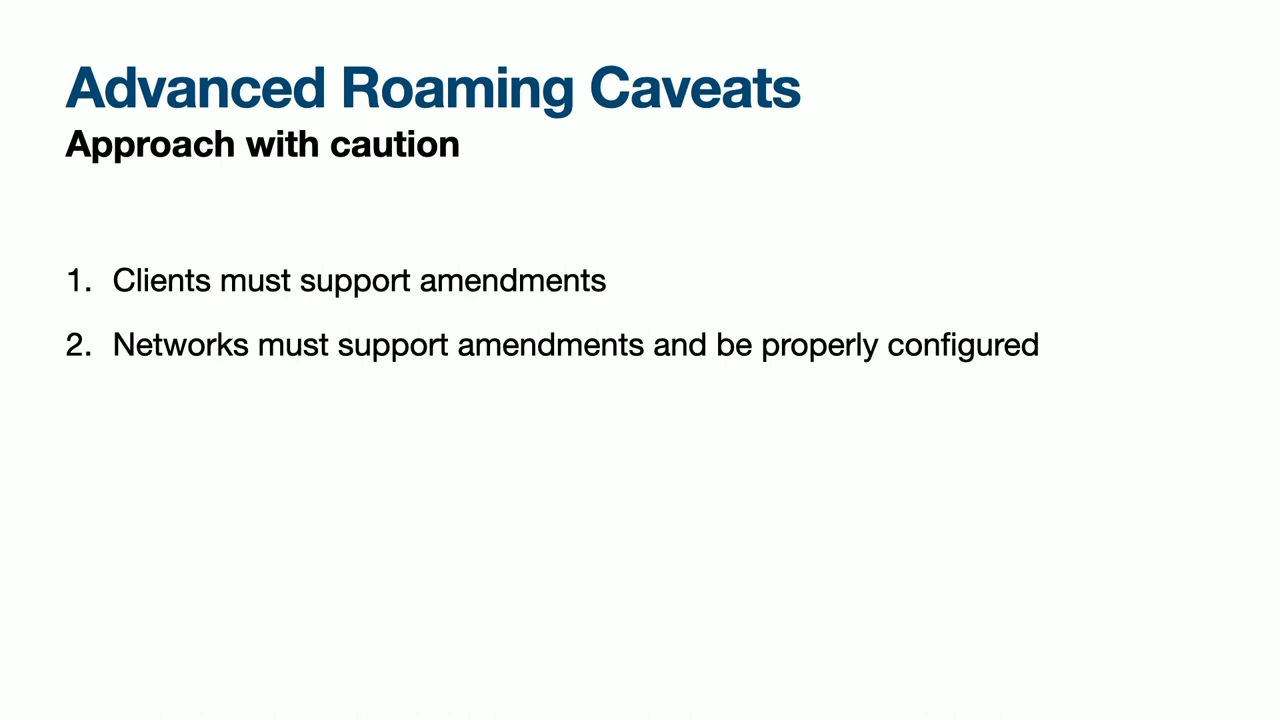 Advanced Roaming Caveats
Approach with caution
1. Clients must support amendments
2. Networks must support amendments and be properly configured